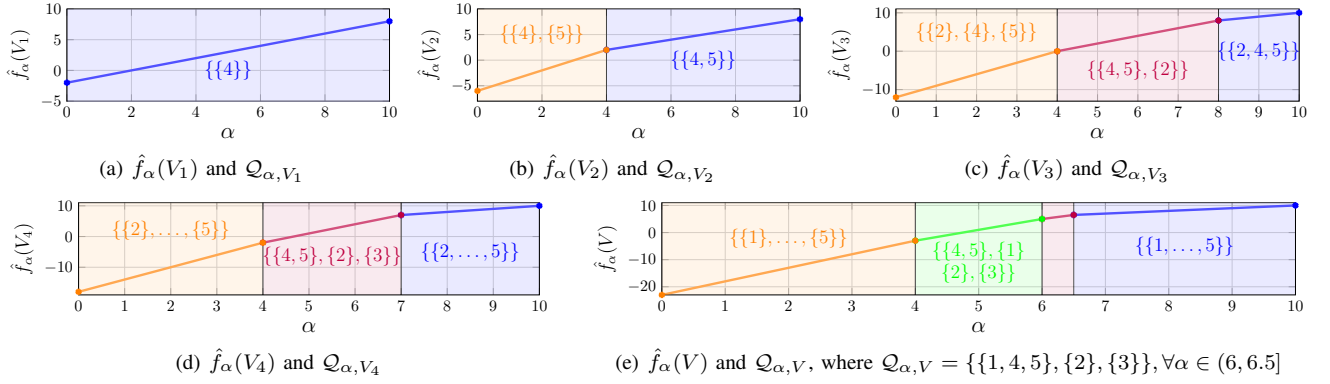 10
5
0
−5
f̂α(V1)
{{4}}
0 2 4 6 8 10
α
(a) f̂α(V1) and Qα,V1
5
0
−5
f̂α(V2)
{{4}, {5}}
{{4, 5}}
0 2 4 6 8 10
α
(b) f̂α(V2) and Qα,V2
10
0
−10
f̂α(V3)
{{2}, {4}, {5}}
{{4, 5}, {2}}
{{2, 4, 5}}
0 1 2 3 4 5 6 7 8 9 10
α
(c) f̂α(V3) and Qα,V3
10
0
−10
f̂α(V4)
{{2}, . . . , {5}}
{{4, 5}, {2}, {3}}
{{2, . . . , 5}}
0 1 2 3 4 5 6 7 8 9 10
α
(d) f̂α(V4) and Qα,V4
10
0
−10
−20
f̂α(V)
{{1}, . . . , {5}}
{{4, 5}, {1}
{2}, {3}}
{{1, . . . , 5}}
0 1 2 3 4 5 6 7 8 9 10
α
(e) f̂α(V) and Qα,V, where Qα,V = {{1, 4, 5}, {2}, {3}}, ∀α ∈ (6, 6.5]